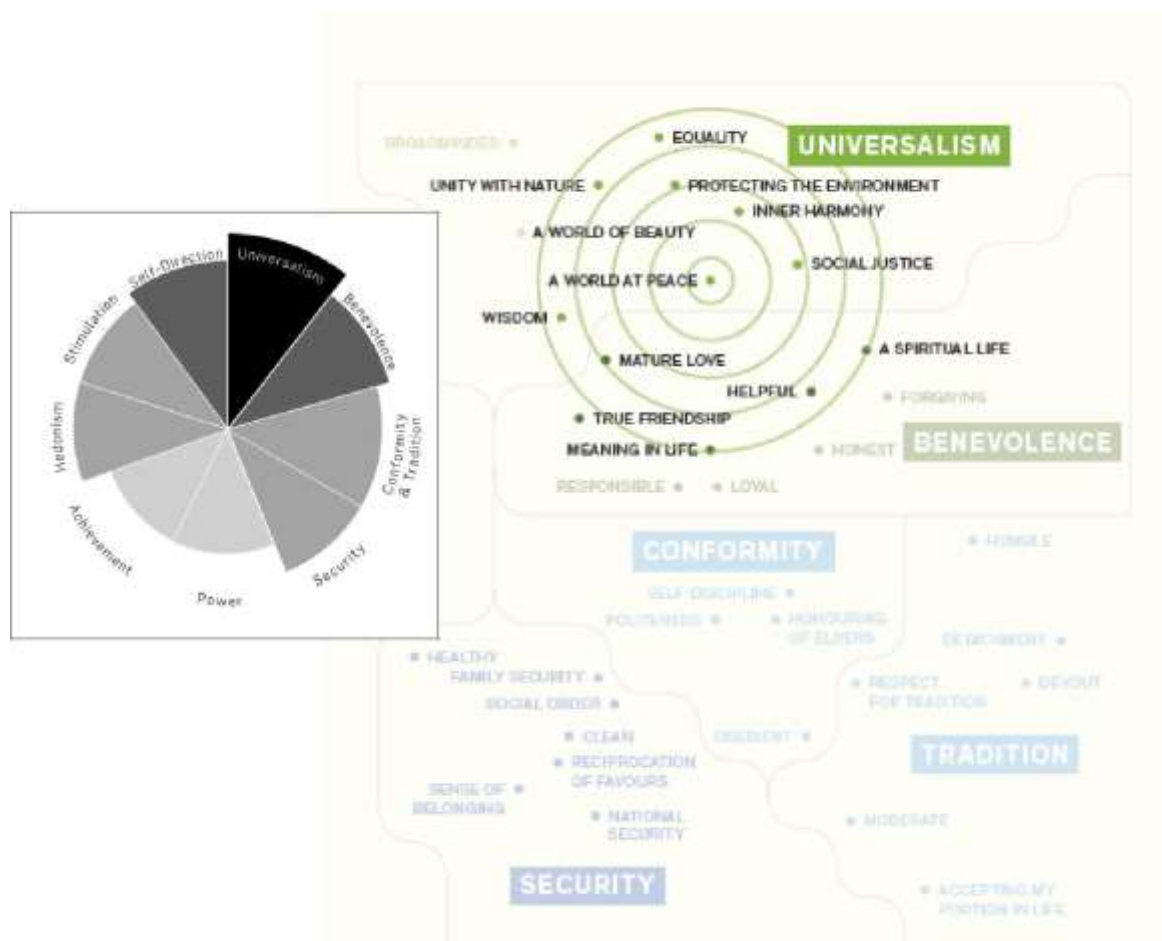 Universalism
Benevolence
Conformity
& Tradition
Security
Power
Achievement
Hedonism
Stimulation
Self-Direction
BROADMINDED
EQUALITY
UNIVERSALISM
UNITY WITH NATURE
PROTECTING THE ENVIRONMENT
INNER HARMONY
A WORLD OF BEAUTY
SOCIAL JUSTICE
A WORLD AT PEACE
WISDOM
A SPIRITUAL LIFE
MATURE LOVE
HELPFUL
FORGIVING
TRUE FRIENDSHIP
MEANING IN LIFE
HONEST
BENEVOLENCE
RESPONSIBLE
LOYAL
CONFORMITY
HUMBLE
SELF-DISCIPLINE
POLITENESS
HONOURING
OF ELDERS
DETACHMENT
HEALTHY
FAMILY SECURITY
SOCIAL ORDER
RESPECT
FOR TRADITION
DEVOUT
CLEAN
OBEDIENT
TRADITION
RECIPROCATION
OF FAVOURS
SENSE OF
BELONGING
NATIONAL
SECURITY
MODERATE
SECURITY
ACCEPTING MY
PORTION IN LIFE